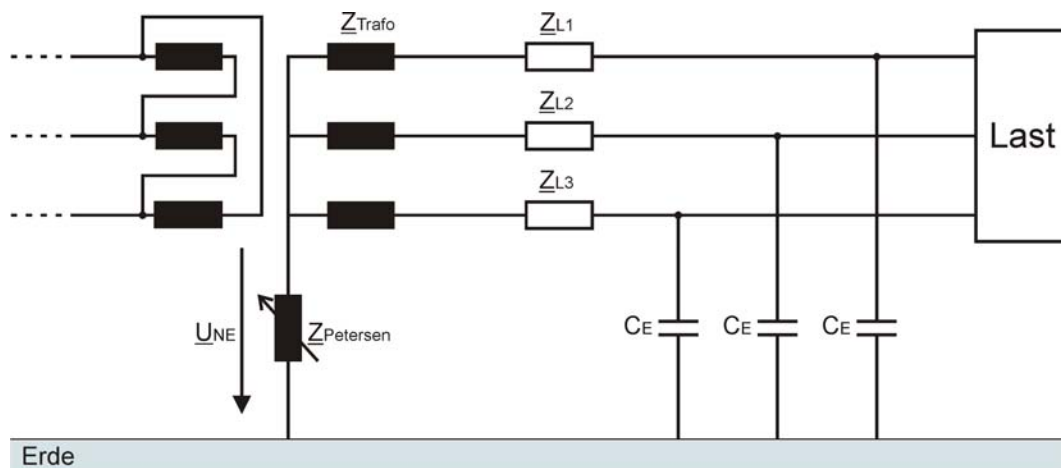 ZTrafo
ZL1
ZL2
Last
ZL3
UNE
ZPetersen
CE
CE
CE
Erde